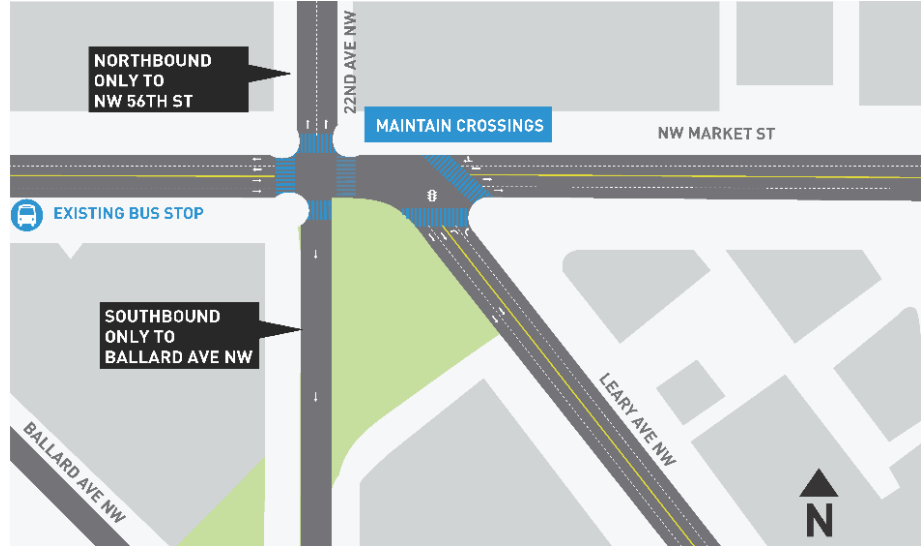 NORTHBOUND
ONLY TO
NW 56TH ST
22ND AVE NW
MAINTAIN CROSSINGS
NW MARKET ST
EXISTING BUS STOP
SOUTHBOUND
ONLY TO
BALLARD AVE NW
LEARY AVE NW
BALLARD AVE NW
N